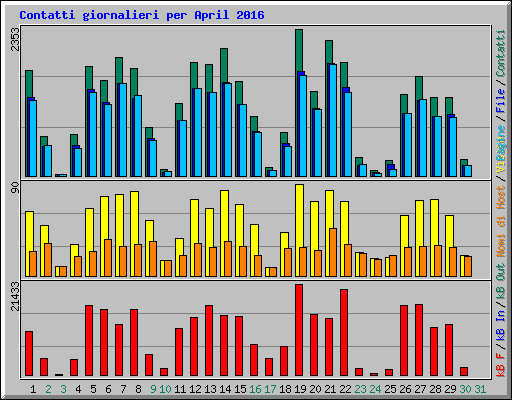 Contatti giornalieri per April 2016
2353
90
21433
Pagine / File / Contatti
Nomi di Host /
kB F / kB In / kB Out
1 2 3 4 5 6 7 8 9 10 11 12 13 14 15 16 17 18 19 20 21 22 23 24 25 26 27 28 29 30 31